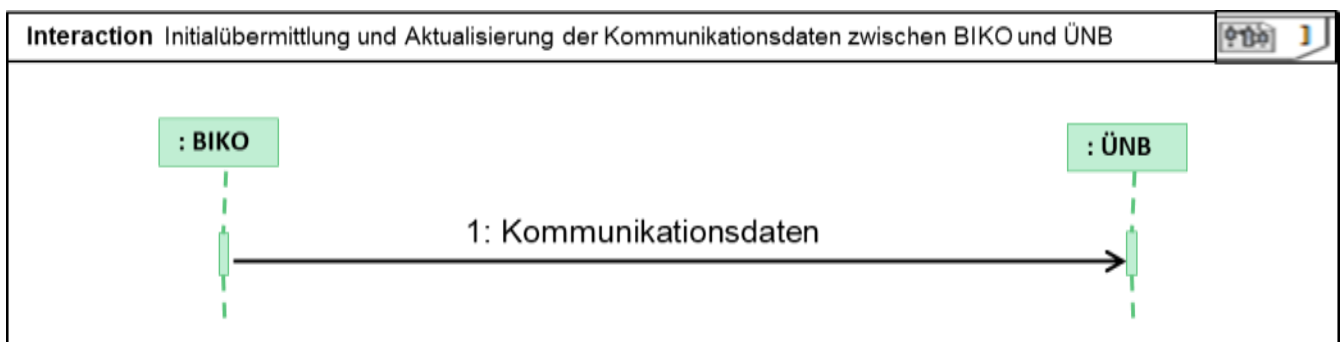 Interaction Initialübermittlung und Aktualisierung der Kommunikationsdaten zwischen BIKO und ÜNB
: BIKO
: ÜNB
1: Kommunikationsdaten